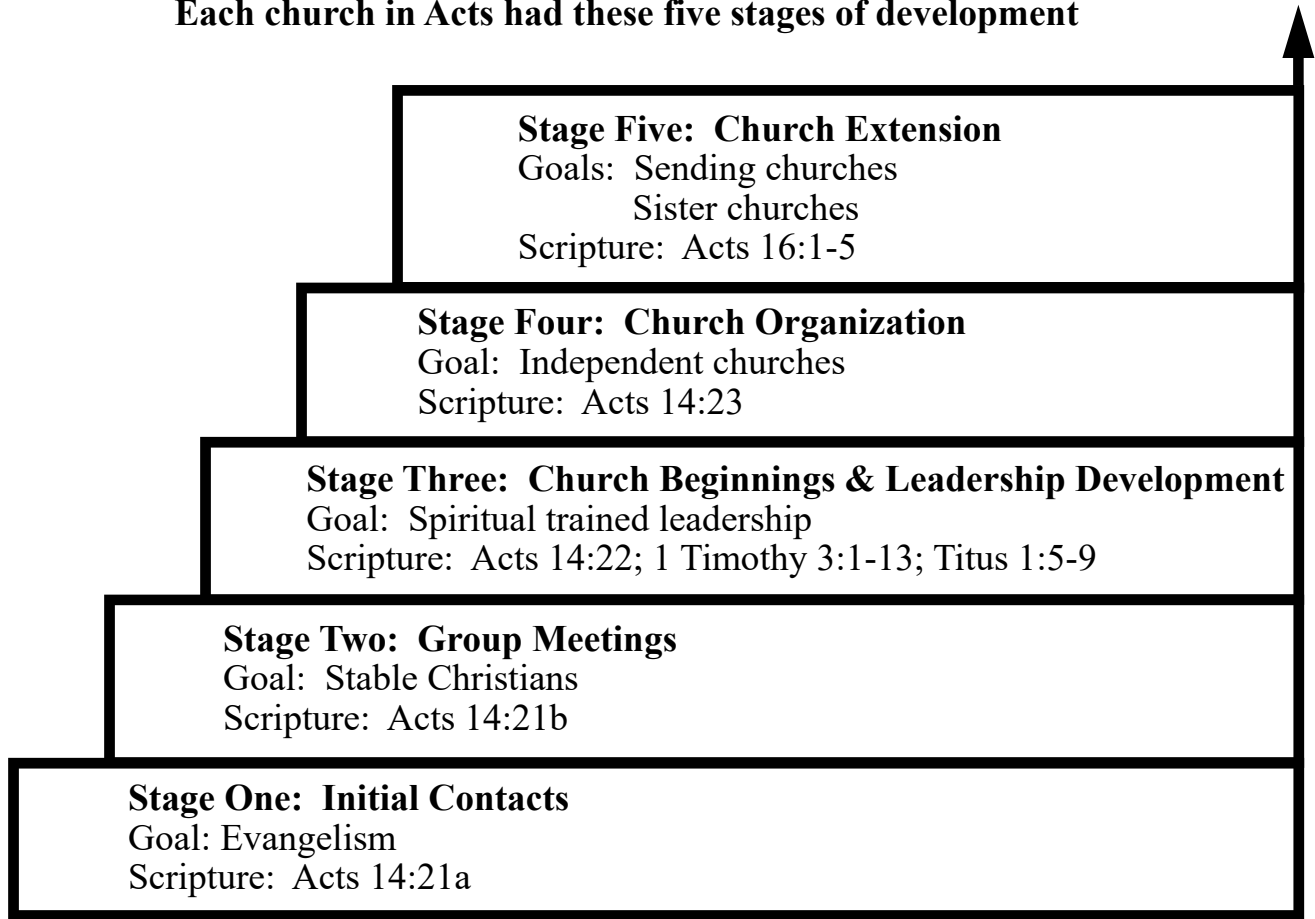 Each church in Acts had these five stages of development
Stage Five: Church Extension
Goals: Sending churches
Sister churches
Scripture: Acts 16:1-5
Stage Four: Church Organization
Goal: Independent churches
Scripture: Acts 14:23
Stage Three: Church Beginnings & Leadership Development
Goal: Spiritual trained leadership
Scripture: Acts 14:22; 1 Timothy 3:1-13; Titus 1:5-9
Stage Two: Group Meetings
Goal: Stable Christians
Scripture: Acts 14:21b
Stage One: Initial Contacts
Goal: Evangelism
Scripture: Acts 14:21a